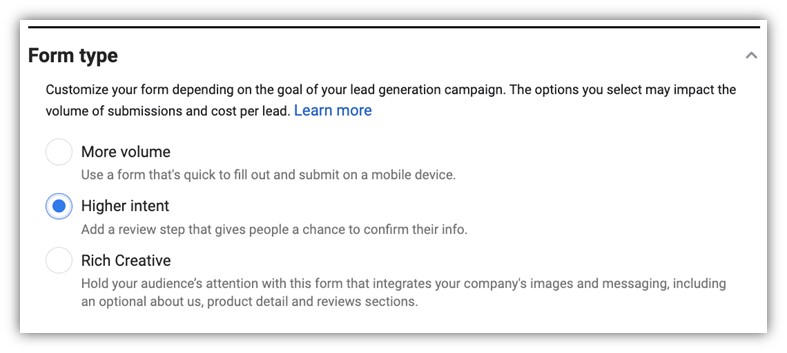 Form type
Customize your form depending on the goal of your lead generation campaign. The options you select may impact the
volume of submissions and cost per lead. Learn more
More volume
Use a form that's quick to fill out and submit on a mobile device.
Higher intent
Add a review step that gives people a chance to confirm their info.
Rich Creative
Hold your audience’s attention with this form that integrates your company's images and messaging, including
an optional about us, product detail and reviews sections.